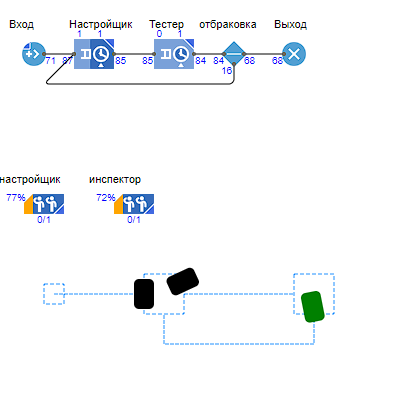 Вход Настройщик Тестер отбраковка Выход
1 1 0 1
71 87 85 85 84 84 68 68
16
настройщик инспектор
77% 72%
0/1 0/1